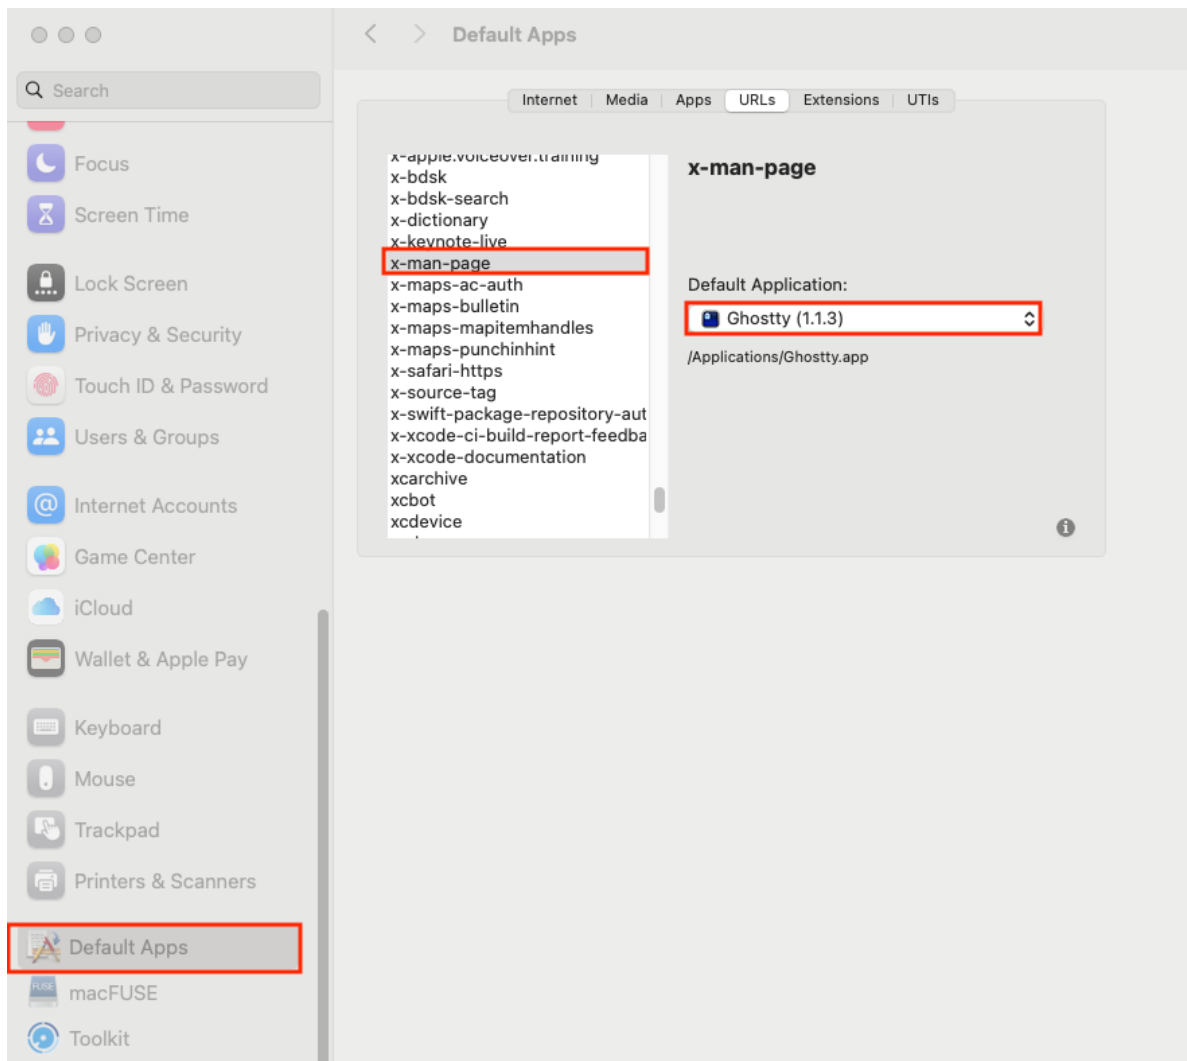 Default Apps
Search
Focus
Screen Time
Lock Screen
Privacy & Security
Touch ID & Password
Users & Groups
Internet Accounts
Game Center
iCloud
Wallet & Apple Pay
Keyboard
Mouse
Trackpad
Printers & Scanners
Default Apps
FUSE
macFUSE
Toolkit
Internet Media Apps URLs Extensions UTIs
x-apple.voiceover.training
x-bdsk
x-bdsk-search
x-dictionary
x-keynote-live
x-man-page
x-maps-ac-auth
x-maps-bulletin
x-maps-mapitemhandles
x-maps-punchinhint
x-safari-https
x-source-tag
x-swift-package-repository-aut
x-xcode-ci-build-report-feedba
x-xcode-documentation
xcarchive
xcbot
xcdevice
x-man-page
Default Application:
Ghostty (1.1.3)
/Applications/Ghostty.app